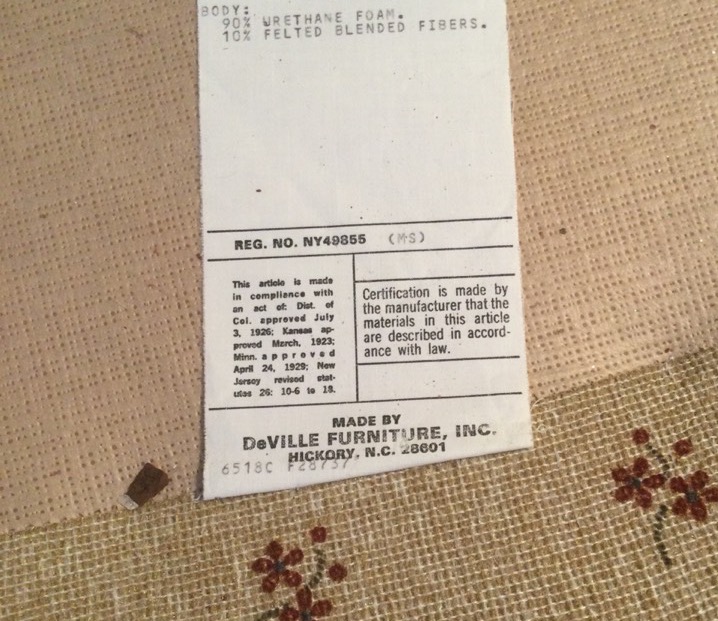 BODY:
90% URETHANE FOAM.
10% FELTED BLENDED FIBERS.
REG. NO. NY49855 (M·S)
This article is made
in compliance with
an act of: Dist. of
Col. approved July
3, 1926; Kansas ap-
proved March, 1923;
Minn. approved
April 24, 1929; New
Jersey revised stat-
utes 26: 10-6 to 18.
Certification is made by
the manufacturer that the
materials in this article
are described in accord-
ance with law.
MADE BY
DeVILLE FURNITURE, INC.
HICKORY, N.C. 28601
6518C F28737